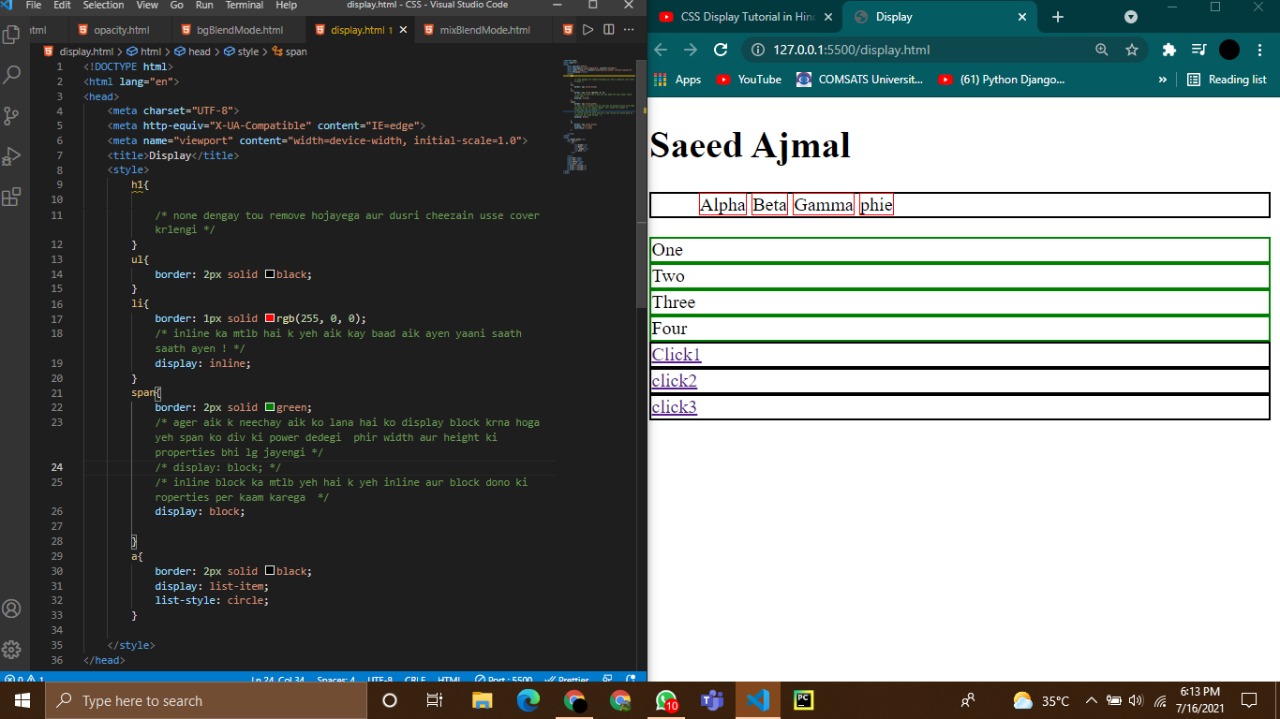 File Edit Selection View Go Run Terminal Help display.html - CSS - Visual Studio Code
html opacity.html bgBlendMode.html display.html 1 mixBlendMode.html
display.html > html > head > style > span
1 <!DOCTYPE html>
2 <html lang="en">
3 <head>
4 <meta charset="UTF-8">
5 <meta http-equiv="X-UA-Compatible" content="IE=edge">
6 <meta name="viewport" content="width=device-width, initial-scale=1.0">
7 <title>Display</title>
8 <style>
9 h1{
10
11 /* none dengay tou remove hojayega aur dusri cheezain usse cover
krlengi */
12 }
13 ul{
14 border: 2px solid black;
15 }
16 li{
17 border: 1px solid rgb(255, 0, 0);
18 /* inline ka mtlb hai k yeh aik kay baad aik ayen yaani saath
saath ayen ! */
19 display: inline;
20 }
21 span{
22 border: 2px solid green;
23 /* ager aik k neechay aik ko lana hai ko display block krna hoga
yeh span ko div ki power dedegi phir width aur height ki
properties bhi lg jayengi */
24 /* display: block; */
25 /* inline block ka mtlb yeh hai k yeh inline aur block dono ki
roperties per kaam karega */
26 display: block;
27
28 }
29 a{
30 border: 2px solid black;
31 display: list-item;
32 list-style: circle;
33 }
34
35 </style>
36 </head>
0 1 Ln 24, Col 34 Spaces: 4 UTF-8 CRLF HTML Port : 5500 Prettier
CSS Display Tutorial in Hin Display
127.0.0.1:5500/display.html
Apps YouTube COMSATS Universit... (61) Python Django... » Reading list
Saeed Ajmal
Alpha Beta Gamma phie
One
Two
Three
Four
Click1
click2
click3
Type here to search
10
PC
35°C
6:13 PM
7/16/2021